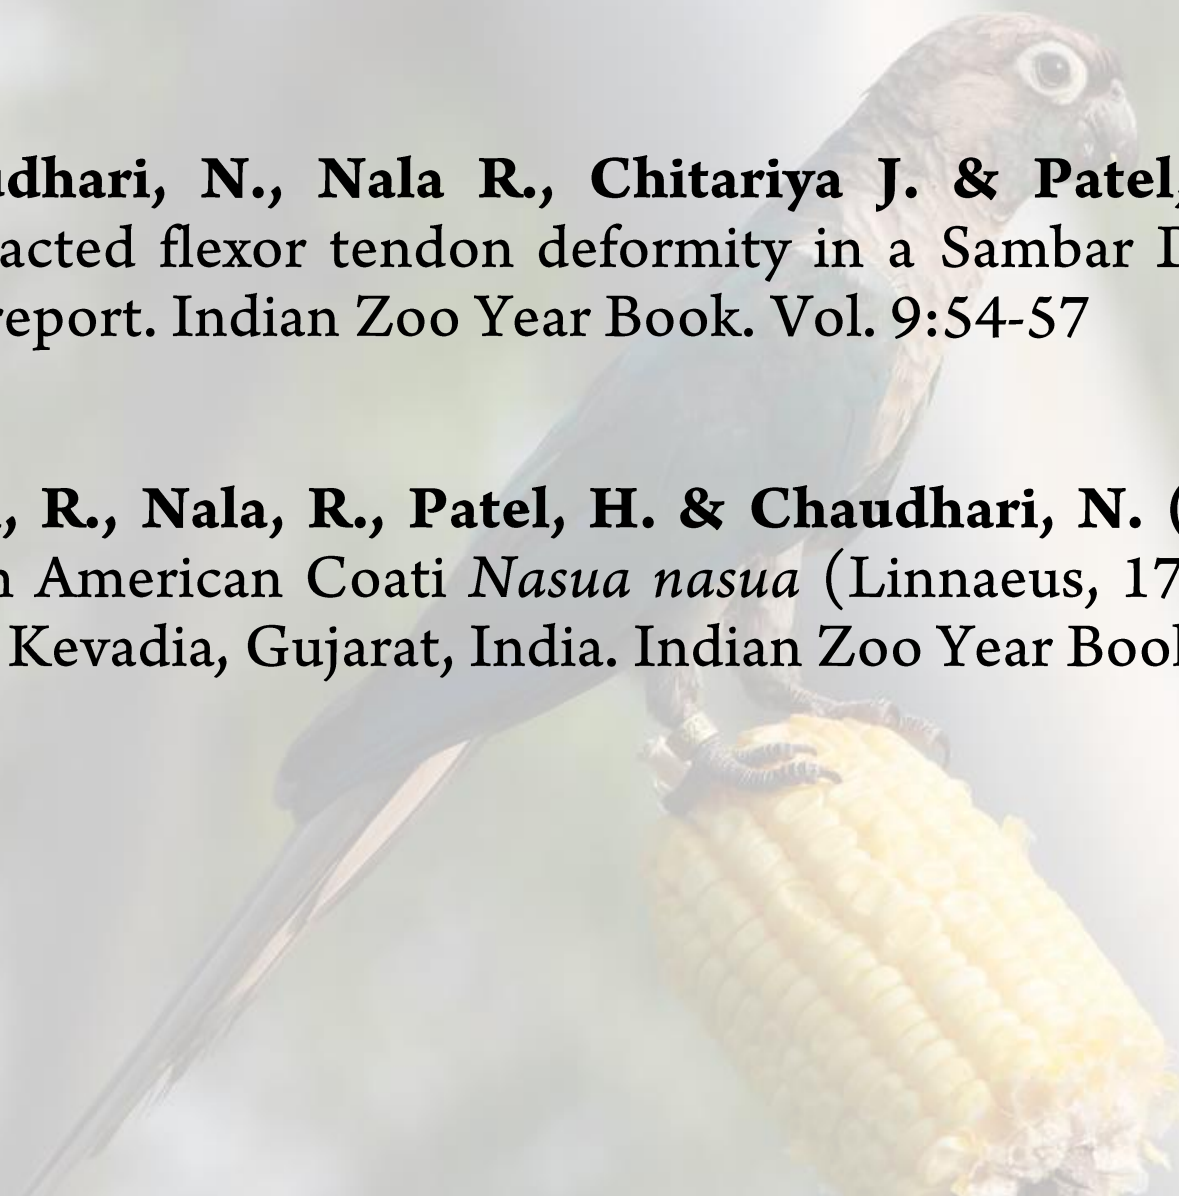 udhari, N., Nala R., Chitariya J. & Patel,
acted flexor tendon deformity in a Sambar D
report. Indian Zoo Year Book. Vol. 9:54-57
, R., Nala, R., Patel, H. & Chaudhari, N. (
n American Coati Nasua nasua (Linnaeus, 17
Kevadia, Gujarat, India. Indian Zoo Year Book